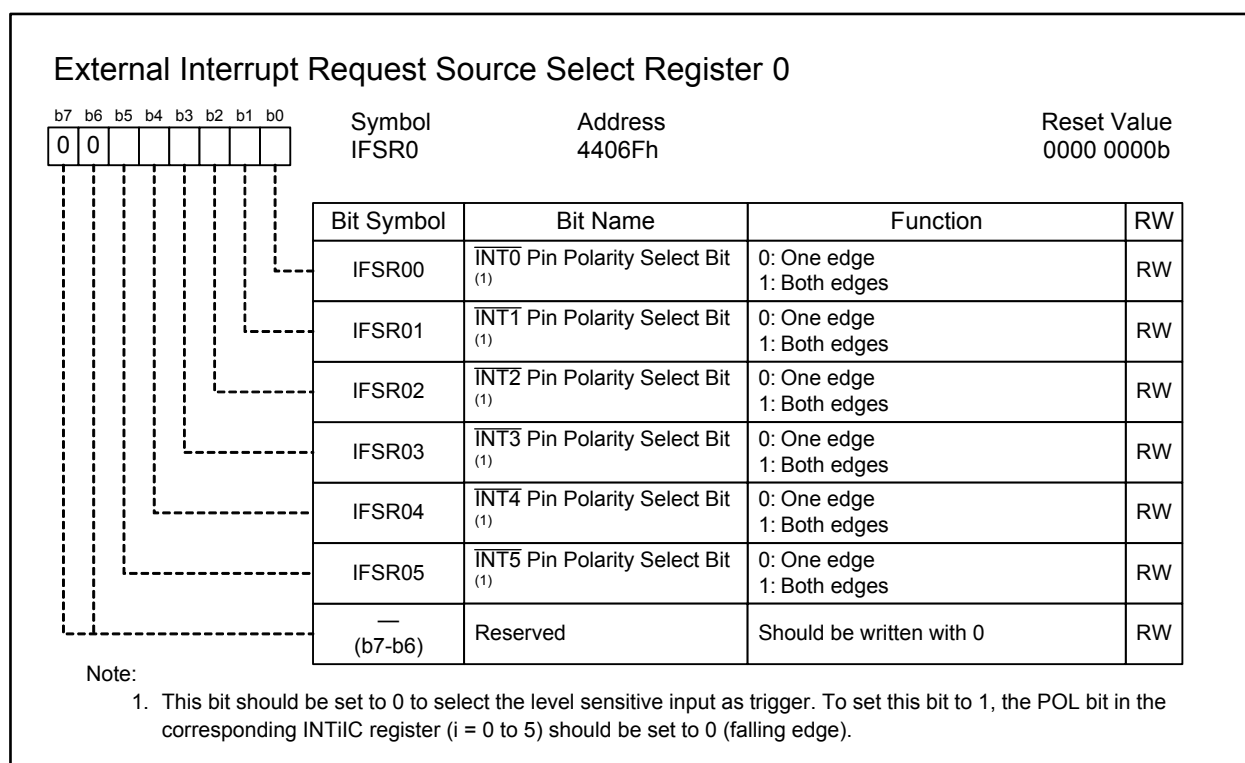 External Interrupt Request Source Select Register 0
b7 b6 b5 b4 b3 b2 b1 b0
0 0
Symbol Address Reset Value
IFSR0 4406Fh 0000 0000b
Bit Symbol Bit Name Function RW
IFSR00 I̅N̅T̅0̅ Pin Polarity Select Bit (1) 0: One edge RW
1: Both edges
IFSR01 I̅N̅T̅1̅ Pin Polarity Select Bit (1) 0: One edge RW
1: Both edges
IFSR02 I̅N̅T̅2̅ Pin Polarity Select Bit (1) 0: One edge RW
1: Both edges
IFSR03 I̅N̅T̅3̅ Pin Polarity Select Bit (1) 0: One edge RW
1: Both edges
IFSR04 I̅N̅T̅4̅ Pin Polarity Select Bit (1) 0: One edge RW
1: Both edges
IFSR05 I̅N̅T̅5̅ Pin Polarity Select Bit (1) 0: One edge RW
1: Both edges
—
(b7-b6) Reserved Should be written with 0 RW
Note:
1. This bit should be set to 0 to select the level sensitive input as trigger. To set this bit to 1, the POL bit in the
corresponding INTiIC register (i = 0 to 5) should be set to 0 (falling edge).